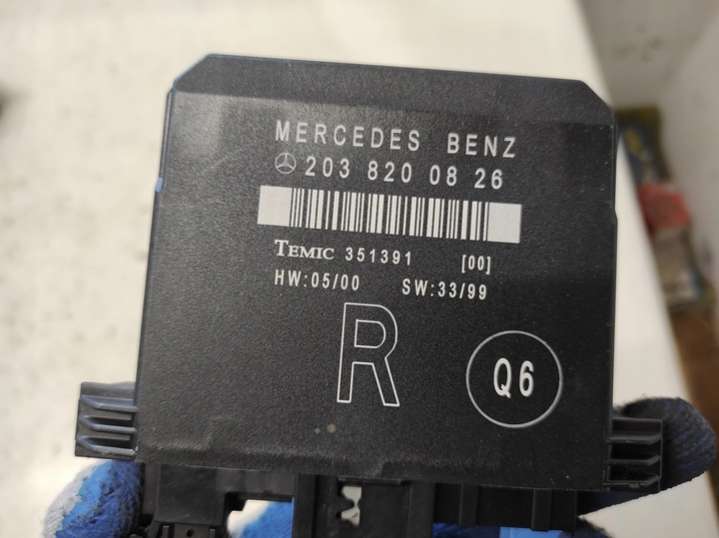 MERCEDES BENZ
203 820 08 26
TEMIC 351391 [00]
HW:05/00 SW:33/99
R
Q6